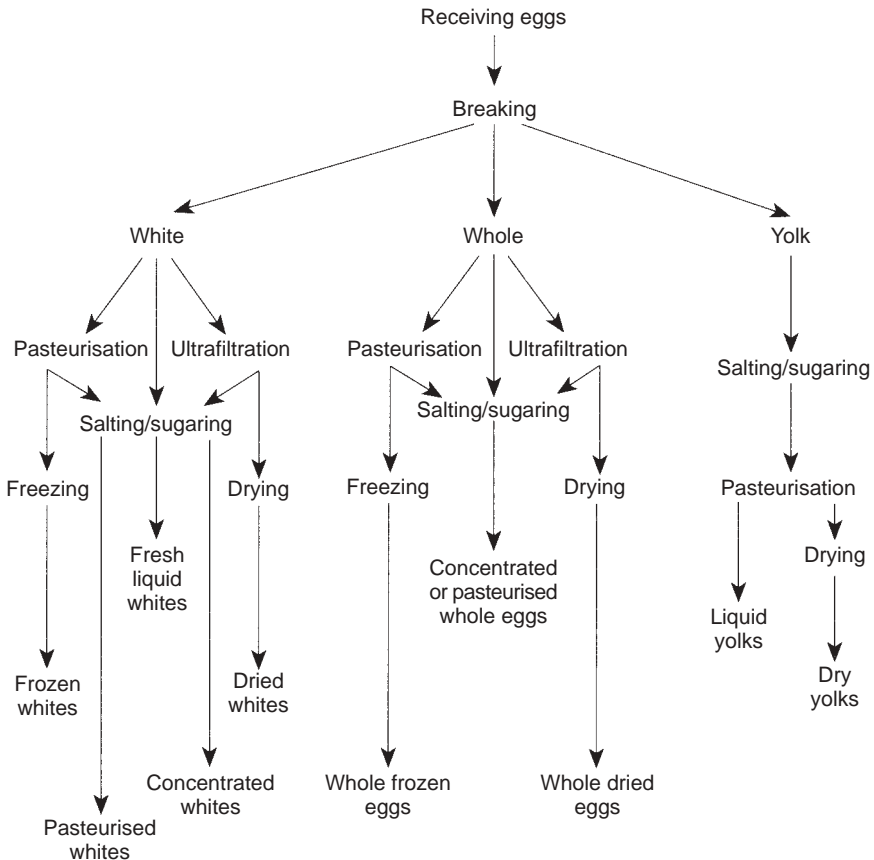 Receiving eggs
Breaking
White
Whole
Yolk
Pasteurisation
Ultrafiltration
Pasteurisation
Ultrafiltration
Salting/sugaring
Salting/sugaring
Salting/sugaring
Freezing
Drying
Freezing
Drying
Pasteurisation
Fresh
liquid
whites
Concentrated
or pasteurised
whole eggs
Drying
Liquid
yolks
Frozen
whites
Dried
whites
Dry
yolks
Concentrated
whites
Whole frozen
eggs
Whole dried
eggs
Pasteurised
whites